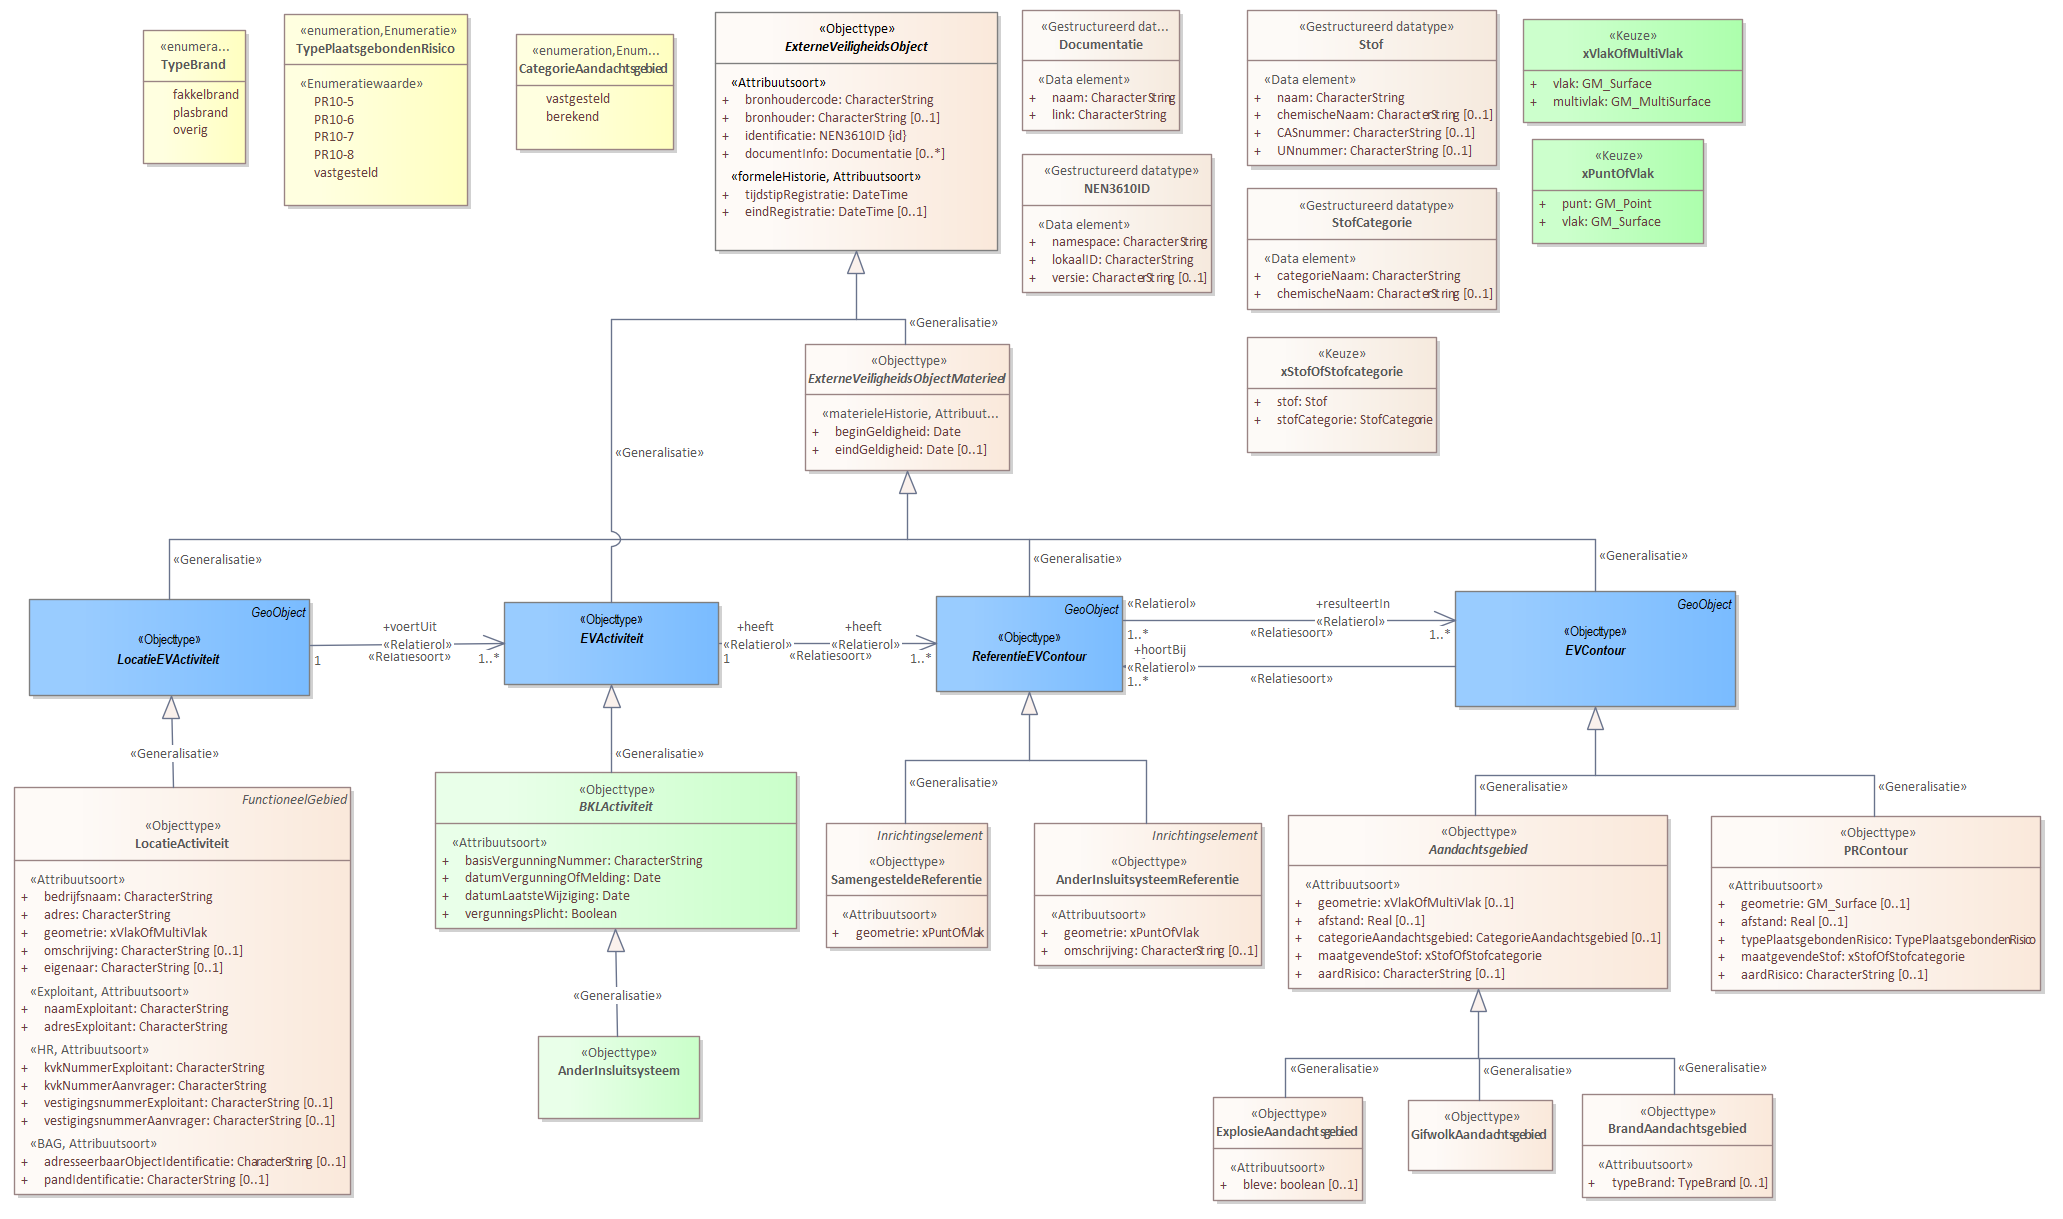 «enumera...
TypeBrand
fakkelbrand
plasbrand
overig
«enumeration,Enumeratie»
TypePlaatsgebondenRisico
«Enumeratiewaarde»
PR10-5
PR10-6
PR10-7
PR10-8
vastgesteld
«enumeration,Enum...
CategorieAandachtsgebied
vastgesteld
berekend
«Objecttype»
ExterneVeiligheidsObject
«Attribuutsoort»
+ bronhoudercode: CharacterString
+ bronhouder: CharacterString [0..1]
+ identificatie: NEN3610ID {id}
+ documentInfo: Documentatie [0..*]
«formeleHistorie, Attribuutsoort»
+ tijdstipRegistratie: DateTime
+ eindRegistratie: DateTime [0..1]
«Gestructureerd dat...
Documentatie
«Data element»
+ naam: CharacterString
+ link: CharacterString
«Gestructureerd datatype»
NEN3610ID
«Data element»
+ namespace: CharacterString
+ lokaalID: CharacterString
+ versie: CharacterString [0..1]
«Gestructureerd datatype»
Stof
«Data element»
+ naam: CharacterString
+ chemischeNaam: CharacterString [0..1]
+ CASnummer: CharacterString [0..1]
+ UNnummer: CharacterString [0..1]
«Gestructureerd datatype»
StofCategorie
«Data element»
+ categorieNaam: CharacterString
+ chemischeNaam: CharacterString [0..1]
«Keuze»
xStofOfStofcategorie
+ stof: Stof
+ stofCategorie: StofCategorie
«Keuze»
xVlakOfMultiVlak
+ vlak: GM_Surface
+ multivlak: GM_MultiSurface
«Keuze»
xPuntOfVlak
+ punt: GM_Point
+ vlak: GM_Surface
«Generalisatie»
«Objecttype»
ExterneVeiligheidsObjectMaterieel
«materieleHistorie, Attribuut...
+ beginGeldigheid: Date
+ eindGeldigheid: Date [0..1]
«Generalisatie»
«Generalisatie»
«Generalisatie»
«Generalisatie»
GeoObject
«Objecttype»
LocatieEVActiviteit
+voertUit
«Relatierol»
«Relatiesoort»
1
1..*
«Objecttype»
EVActiviteit
+heeft
«Relatierol»
1
+heeft
«Relatierol»
«Relatiesoort»
1..*
GeoObject
«Objecttype»
ReferentieEVContour
«Relatierol»
1..*
+resulteertIn
«Relatierol»
«Relatiesoort»
1..*
+hoortBij
«Relatierol»
1..*
«Relatiesoort»
GeoObject
«Objecttype»
EVContour
«Generalisatie»
«Generalisatie»
«Generalisatie»
«Generalisatie»
«Generalisatie»
FunctioneelGebied
«Objecttype»
LocatieActiviteit
«Attribuutsoort»
+ bedrijfsnaam: CharacterString
+ adres: CharacterString
+ geometrie: xVlakOfMultiVlak
+ omschrijving: CharacterString [0..1]
+ eigenaar: CharacterString [0..1]
«Exploitant, Attribuutsoort»
+ naamExploitant: CharacterString
+ adresExploitant: CharacterString
«HR, Attribuutsoort»
+ kvkNummerExploitant: CharacterString
+ kvkNummerAanvrager: CharacterString
+ vestigingsnummerExploitant: CharacterString [0..1]
+ vestigingsnummerAanvrager: CharacterString [0..1]
«BAG, Attribuutsoort»
+ adresseerbaarObjectIdentificatie: CharacterString [0..1]
+ pandIdentificatie: CharacterString [0..1]
«Objecttype»
BKLActiviteit
«Attribuutsoort»
+ basisVergunningNummer: CharacterString
+ datumVergunningOfMelding: Date
+ datumLaatsteWijziging: Date
+ vergunningsPlicht: Boolean
«Generalisatie»
«Objecttype»
AnderInsluitsysteem
Inrichtingselement
«Objecttype»
SamengesteldeReferentie
«Attribuutsoort»
+ geometrie: xPuntOfVlak
Inrichtingselement
«Objecttype»
AnderInsluitsysteemReferentie
«Attribuutsoort»
+ geometrie: xPuntOfVlak
+ omschrijving: CharacterString [0..1]
«Objecttype»
Aandachtsgebied
«Attribuutsoort»
+ geometrie: xVlakOfMultiVlak [0..1]
+ afstand: Real [0..1]
+ categorieAandachtsgebied: CategorieAandachtsgebied [0..1]
+ maatgevendeStof: xStofOfStofcategorie
+ aardRisico: CharacterString [0..1]
«Objecttype»
PRContour
«Attribuutsoort»
+ geometrie: GM_Surface [0..1]
+ afstand: Real [0..1]
+ typePlaatsgebondenRisico: TypePlaatsgebondenRisico
+ maatgevendeStof: xStofOfStofcategorie
+ aardRisico: CharacterString [0..1]
«Generalisatie»
«Generalisatie»
«Generalisatie»
«Objecttype»
ExplosieAandachtsgebied
«Attribuutsoort»
+ bleve: boolean [0..1]
«Objecttype»
GifwolkAandachtsgebied
«Objecttype»
BrandAandachtsgebied
«Attribuutsoort»
+ typeBrand: TypeBrand [0..1]